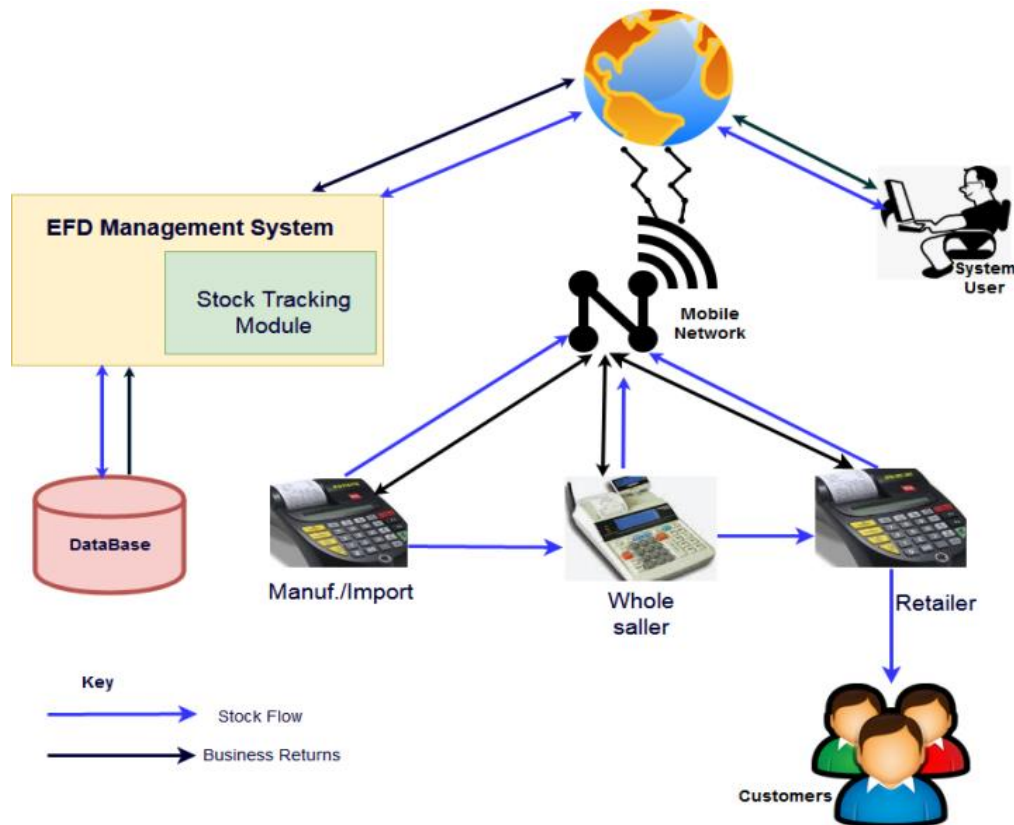 EFD Management System
Stock Tracking
Module
System
User
Mobile
Network
DataBase
Manuf./Import
Whole
saller
Retailer
Key
Stock Flow
Business Returns
Customers